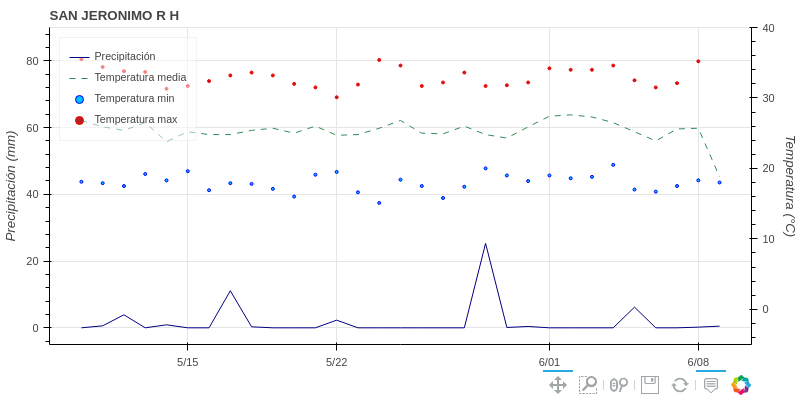 SAN JERONIMO R H
Precipitación
Temperatura media
Temperatura min
Temperatura max
Precipitación (mm)
80
60
40
20
0
Temperatura (°C)
40
30
20
10
0
5/15
5/22
6/01
6/08